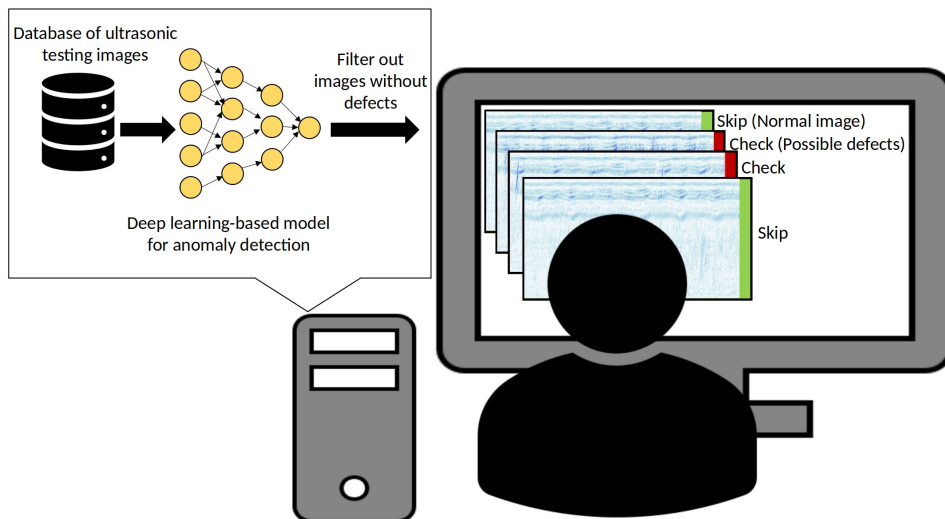 Database of ultrasonic
testing images
Filter out
images without
defects
Deep learning-based model
for anomaly detection
Skip (Normal image)
Check (Possible defects)
Check
Skip